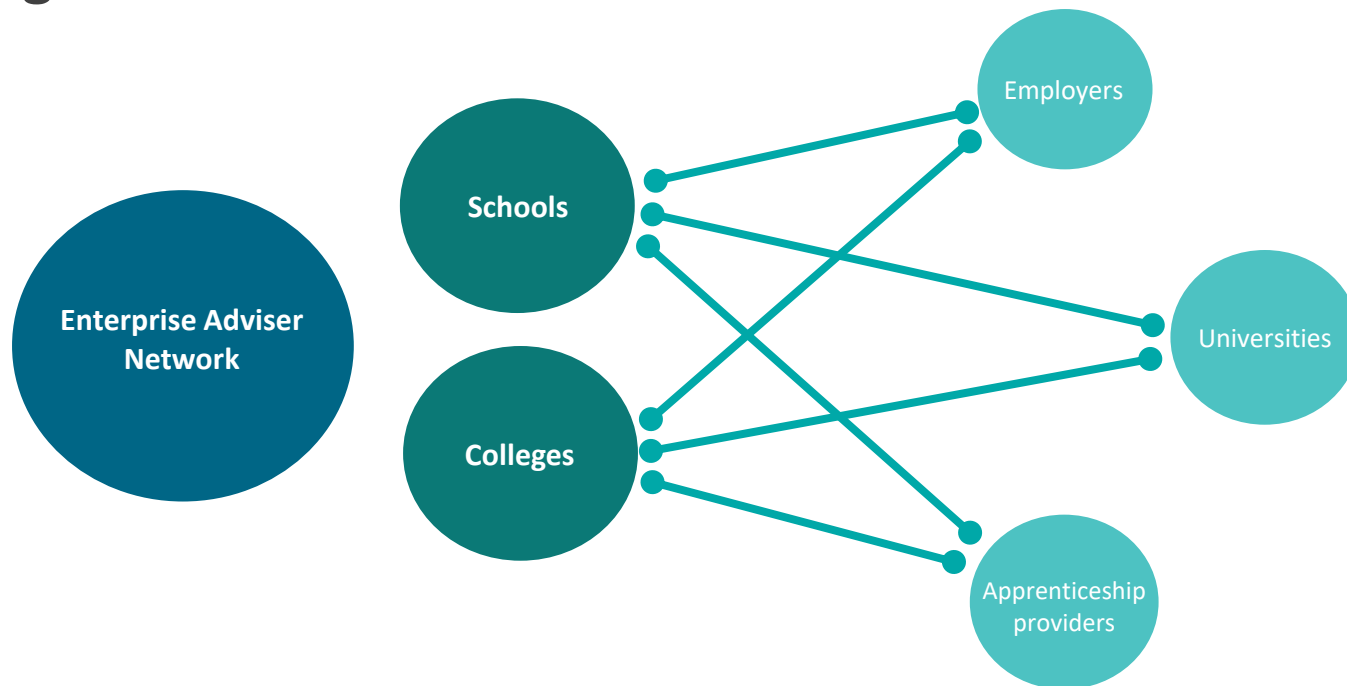 Enterprise Adviser
Network
Schools
Colleges
Employers
Universities
Apprenticeship
providers